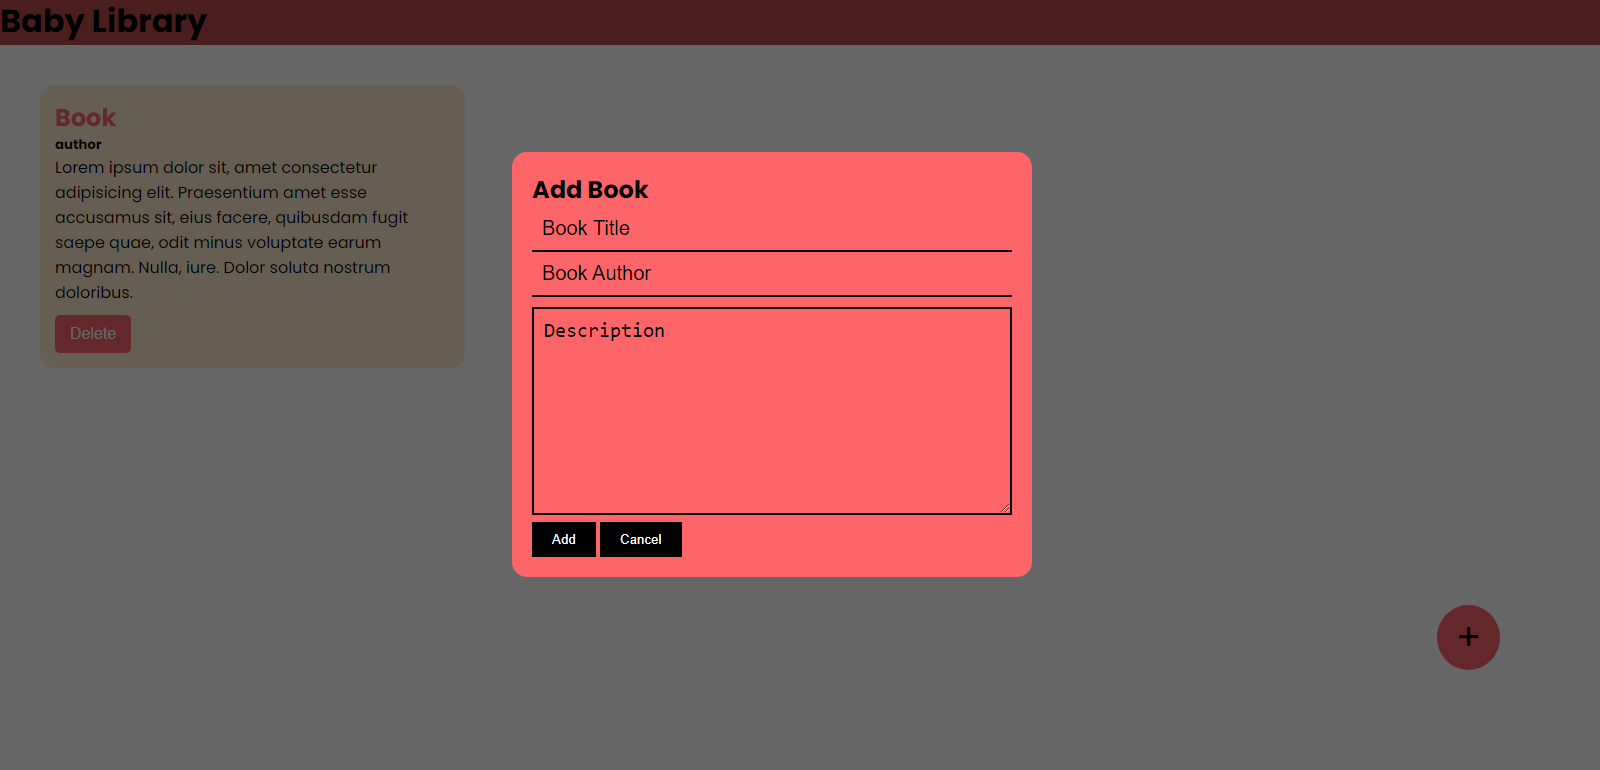 Baby Library
Book
author
Lorem ipsum dolor sit, amet consectetur
adipisicing elit. Praesentium amet esse
accusamus sit, eius facere, quibusdam fugit
saepe quae, odit minus voluptate earum
magnam. Nulla, iure. Dolor soluta nostrum
doloribus.
Delete
Add Book
Book Title
Book Author
Description
Add Cancel
+